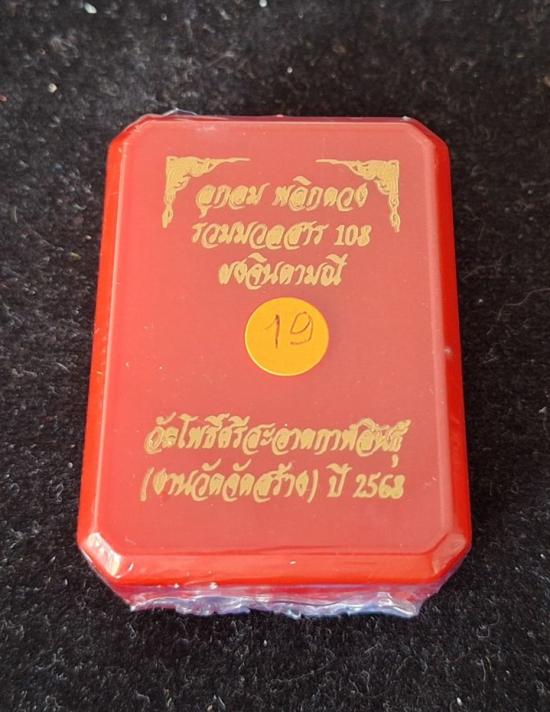 ลูกอม พลิกดวง
รวมมวลสาร 108
ผงจินดามณี
19
วัดโพธิ์ศรีสะอาดกาฬสินธุ์
(งานวัดจัดสร้าง) ปี 2568